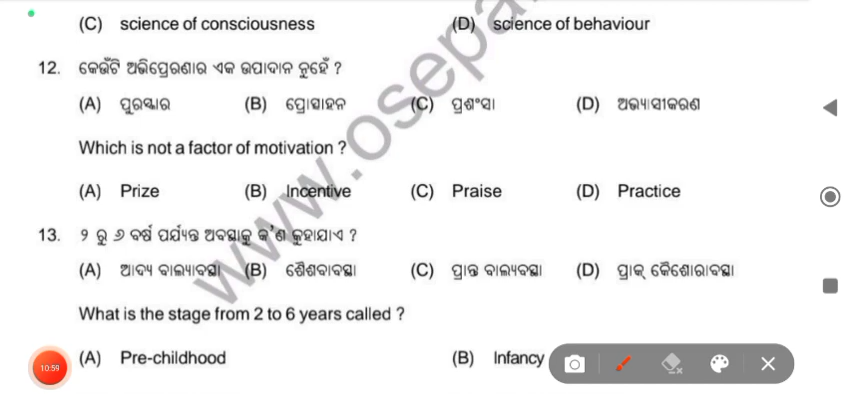 (C) science of consciousness (D) science of behaviour
12. କେଉଁଟି ଅଭିପ୍ରେରଣାର ଏକ ଉପାଦାନ ନୁହେଁ ?
(A) ପୁରସ୍କାର (B) ପ୍ରୋତ୍ସାହନ (C) ପ୍ରଶଂସା (D) ଅଭ୍ୟାସୀକରଣ
Which is not a factor of motivation ?
(A) Prize (B) Incentive (C) Praise (D) Practice
13. ୨ ରୁ ୬ ବର୍ଷ ପର୍ଯ୍ୟନ୍ତ ଅବସ୍ଥାକୁ କ'ଣ କୁହାଯାଏ ?
(A) ଆଦ୍ୟ ବାଲ୍ୟାବସ୍ଥା (B) ଶୈଶବାବସ୍ଥା (C) ପ୍ରାନ୍ତ ବାଲ୍ୟବସ୍ଥା (D) ପ୍ରାକ୍ କୈଶୋରାବସ୍ଥା
What is the stage from 2 to 6 years called ?
(A) Pre-childhood (B) Infancy
10:59
www.osepa